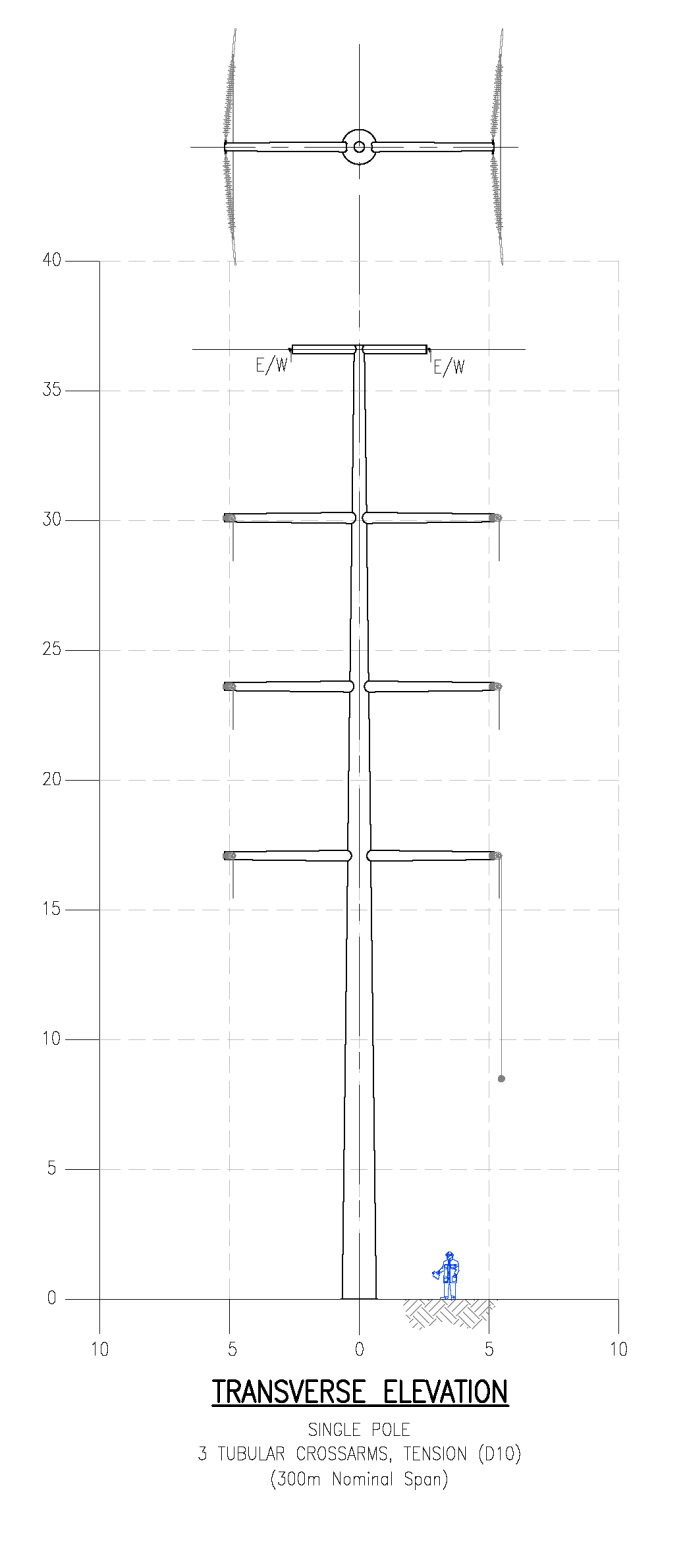 40
E/W E/W
35
30
25
20
15
10
5
0
10 5 0 5 10
TRANSVERSE ELEVATION
SINGLE POLE
3 TUBULAR CROSSARMS, TENSION (D10)
(300m Nominal Span)